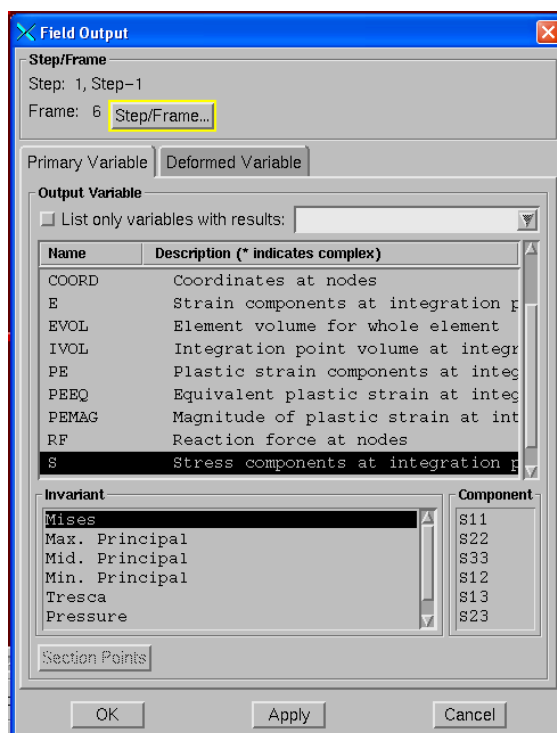 Field Output
Step/Frame
Step: 1, Step-1
Frame: 6 Step/Frame...
Primary Variable Deformed Variable
Output Variable
List only variables with results:
Name Description (* indicates complex)
COORD Coordinates at nodes
E Strain components at integration p
EVOL Element volume for whole element
IVOL Integration point volume at integr
PE Plastic strain components at integ
PEEQ Equivalent plastic strain at integ
PEMAG Magnitude of plastic strain at int
RF Reaction force at nodes
S Stress components at integration p
Invariant Component
Mises S11
Max. Principal S22
Mid. Principal S33
Min. Principal S12
Tresca S13
Pressure S23
Section Points
OK Apply Cancel